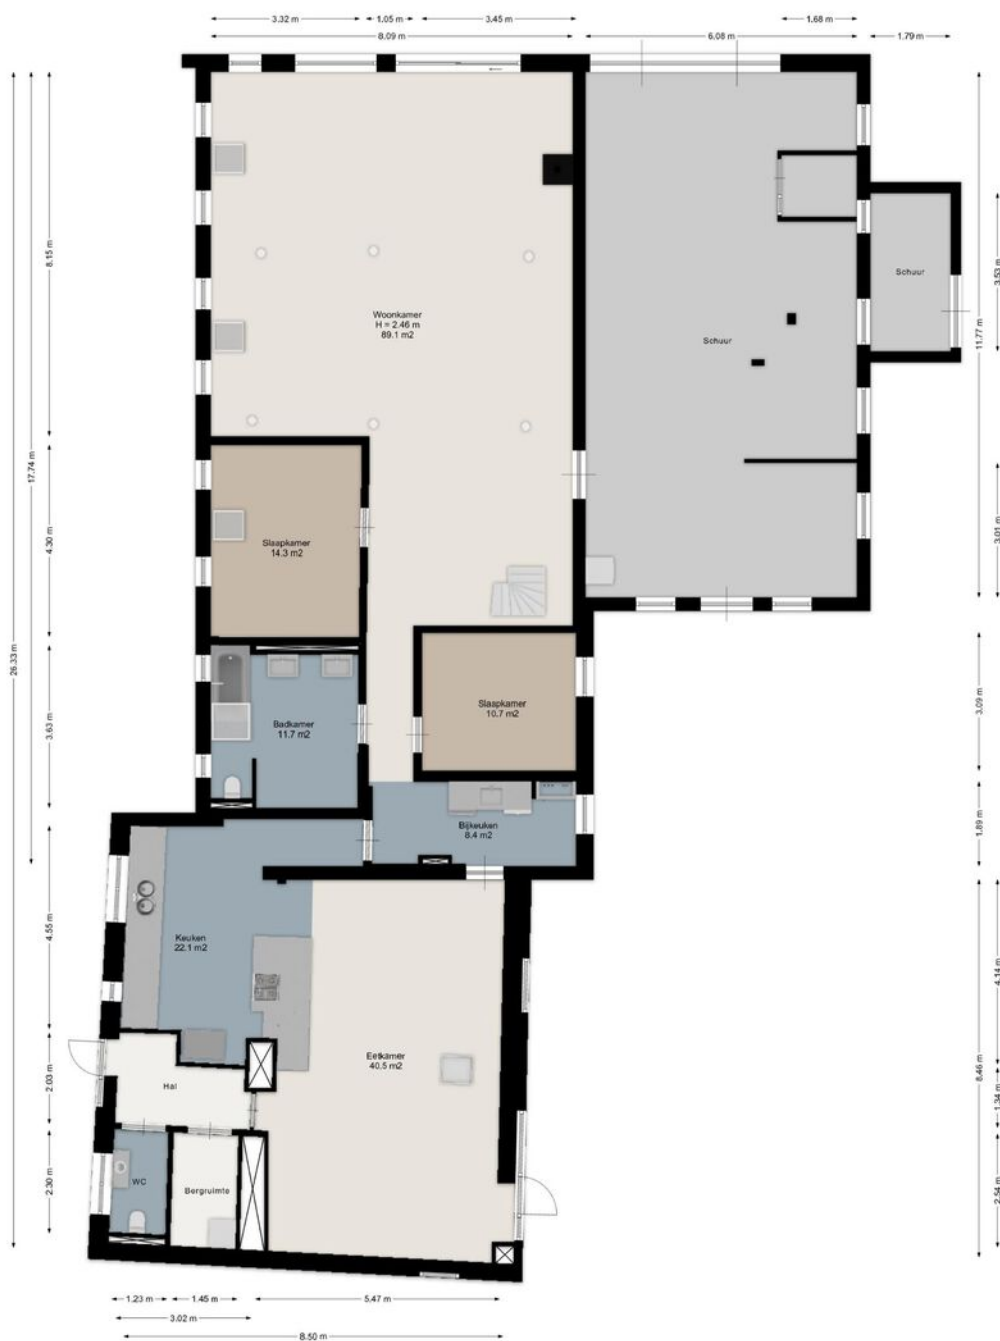 3.32 m
1.05 m
3.45 m
1.68 m
8.09 m
6.08 m
1.79 m
8.15 m
17.74 m
26.33 m
4.30 m
3.63 m
4.55 m
2.03 m
2.30 m
3.53 m
11.77 m
3.01 m
3.09 m
1.89 m
4.14 m
8.46 m
1.34 m
2.54 m
Woonkamer
H = 2.46 m
89.1 m2
Schuur
Schuur
Slaapkamer
14.3 m2
Slaapkamer
10.7 m2
Badkamer
11.7 m2
Bijkeuken
8.4 m2
Keuken
22.1 m2
Eetkamer
40.5 m2
Hal
WC
Bergruimte
1.23 m
1.45 m
5.47 m
3.02 m
8.50 m